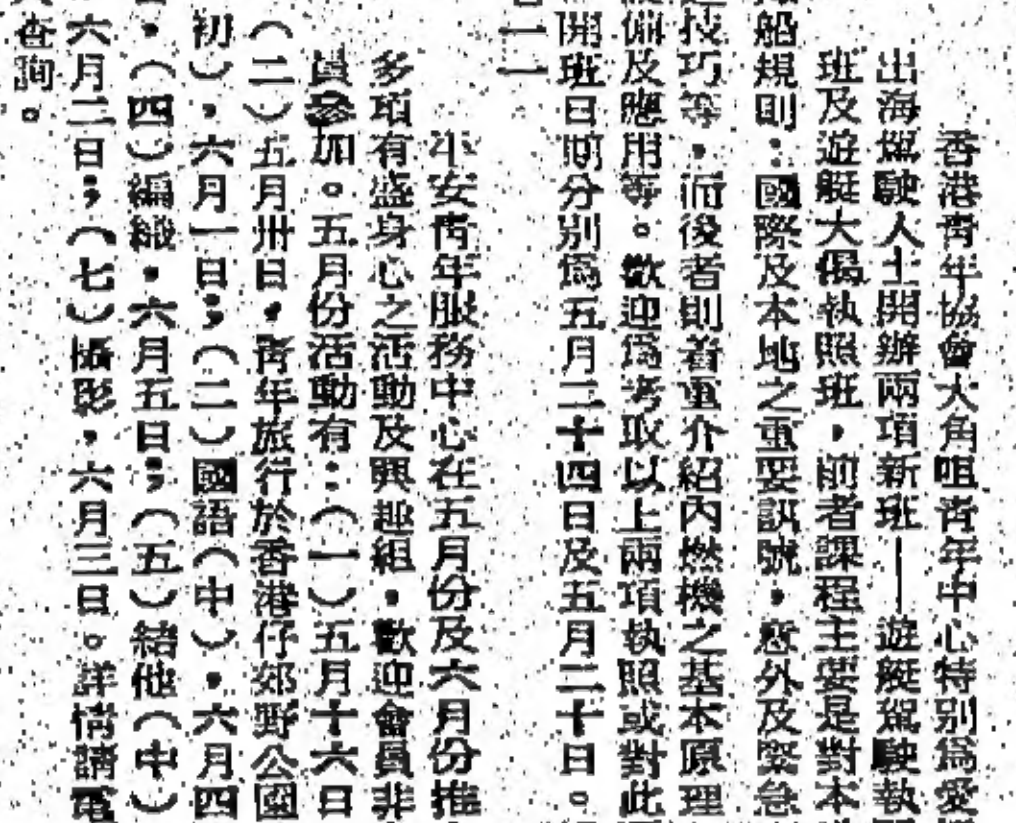 香港靑年協會大角咀靑年中心特別爲愛
出海駕駛人士開辦兩項新班——遊艇駕駛執
班及遊艇大偈執照班，前者課程主要是對本
船規則：國際及本地之重要訊號，意外及緊急
技巧等，而後者則着重介紹內燃機之基本原理
備及應用等。歡迎爲考取以上兩項執照或對此
開班日期分別爲五月二十四日及五月二十日。
小安靑年服務中心在五月份及六月份推
多項有盛身心之活動及興趣組，歡迎會員非
員參加。五月份活動有：（一）五月十六日
（二）五月卅日，靑年旅行於香港仔郊野公園
初），六月一日；（二）國語（中），六月四
，（四）編織，六月五日；（五）結他（中）
六月二日；（七）攝影，六月三日。詳情請電
查詢。